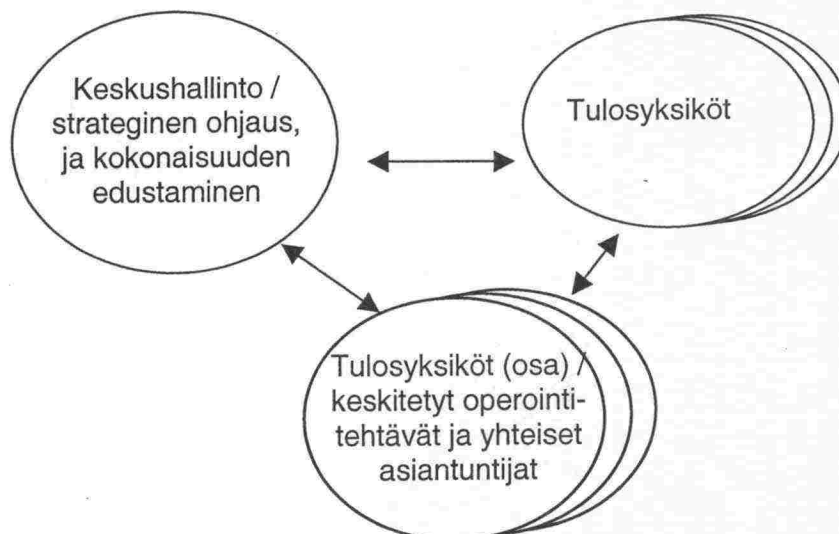 Keskushallinto /
strateginen ohjaus,
ja kokonaisuuden
edustaminen
Tulosyksiköt
Tulosyksiköt (osa) /
keskitetyt operointi-
tehtävät ja yhteiset
asiantuntijat